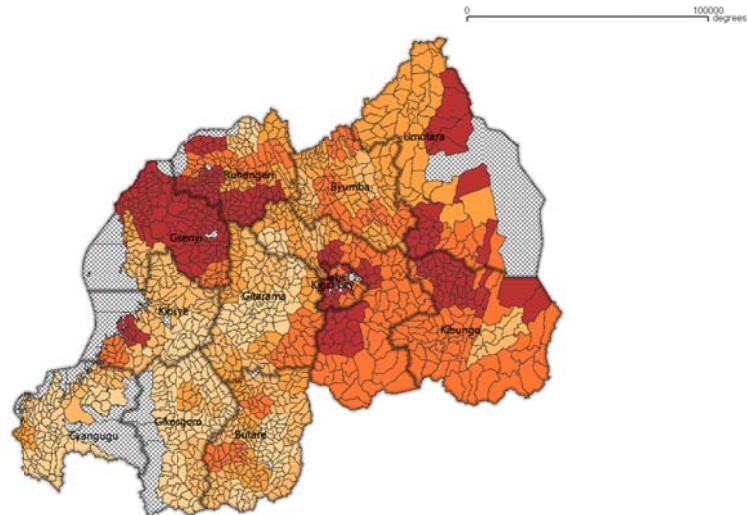 0 100000
degrees
Umutara
Ruhengeri
Byumba
Gisenyi
Gitarama
Kibuye
Kibungo
Gikongoro
Butare
Cyangugu